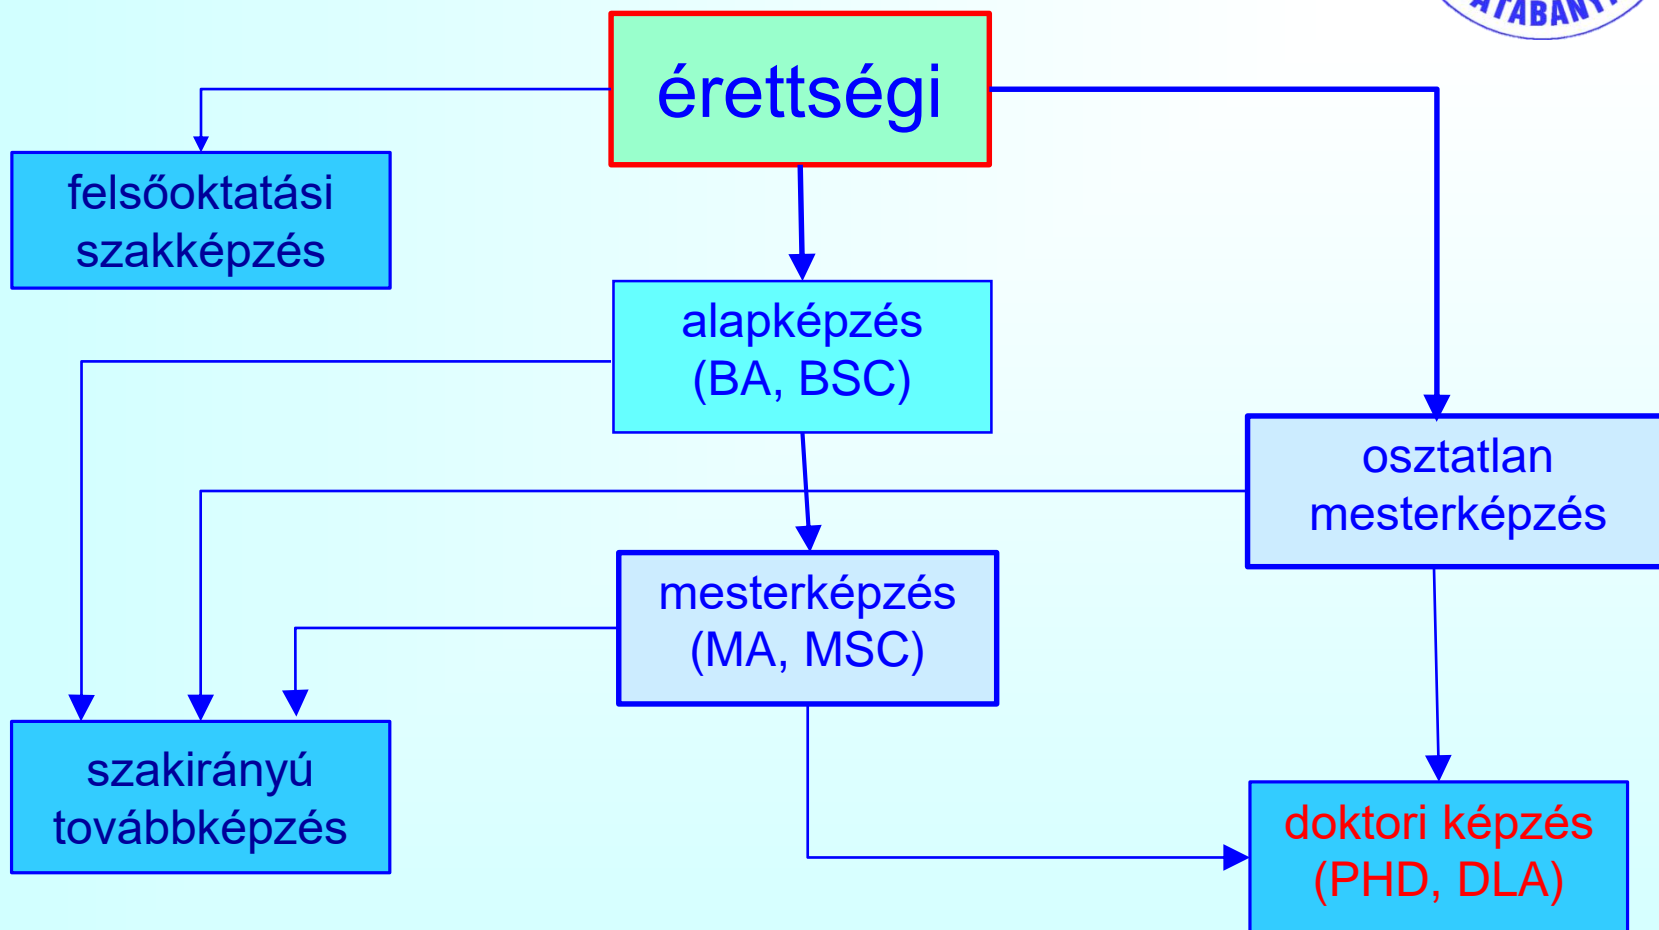 érettségi
felsőoktatási
szakképzés
alapképzés
(BA, BSC)
osztatlan
mesterképzés
mesterképzés
(MA, MSC)
szakirányú
továbbképzés
doktori képzés
(PHD, DLA)